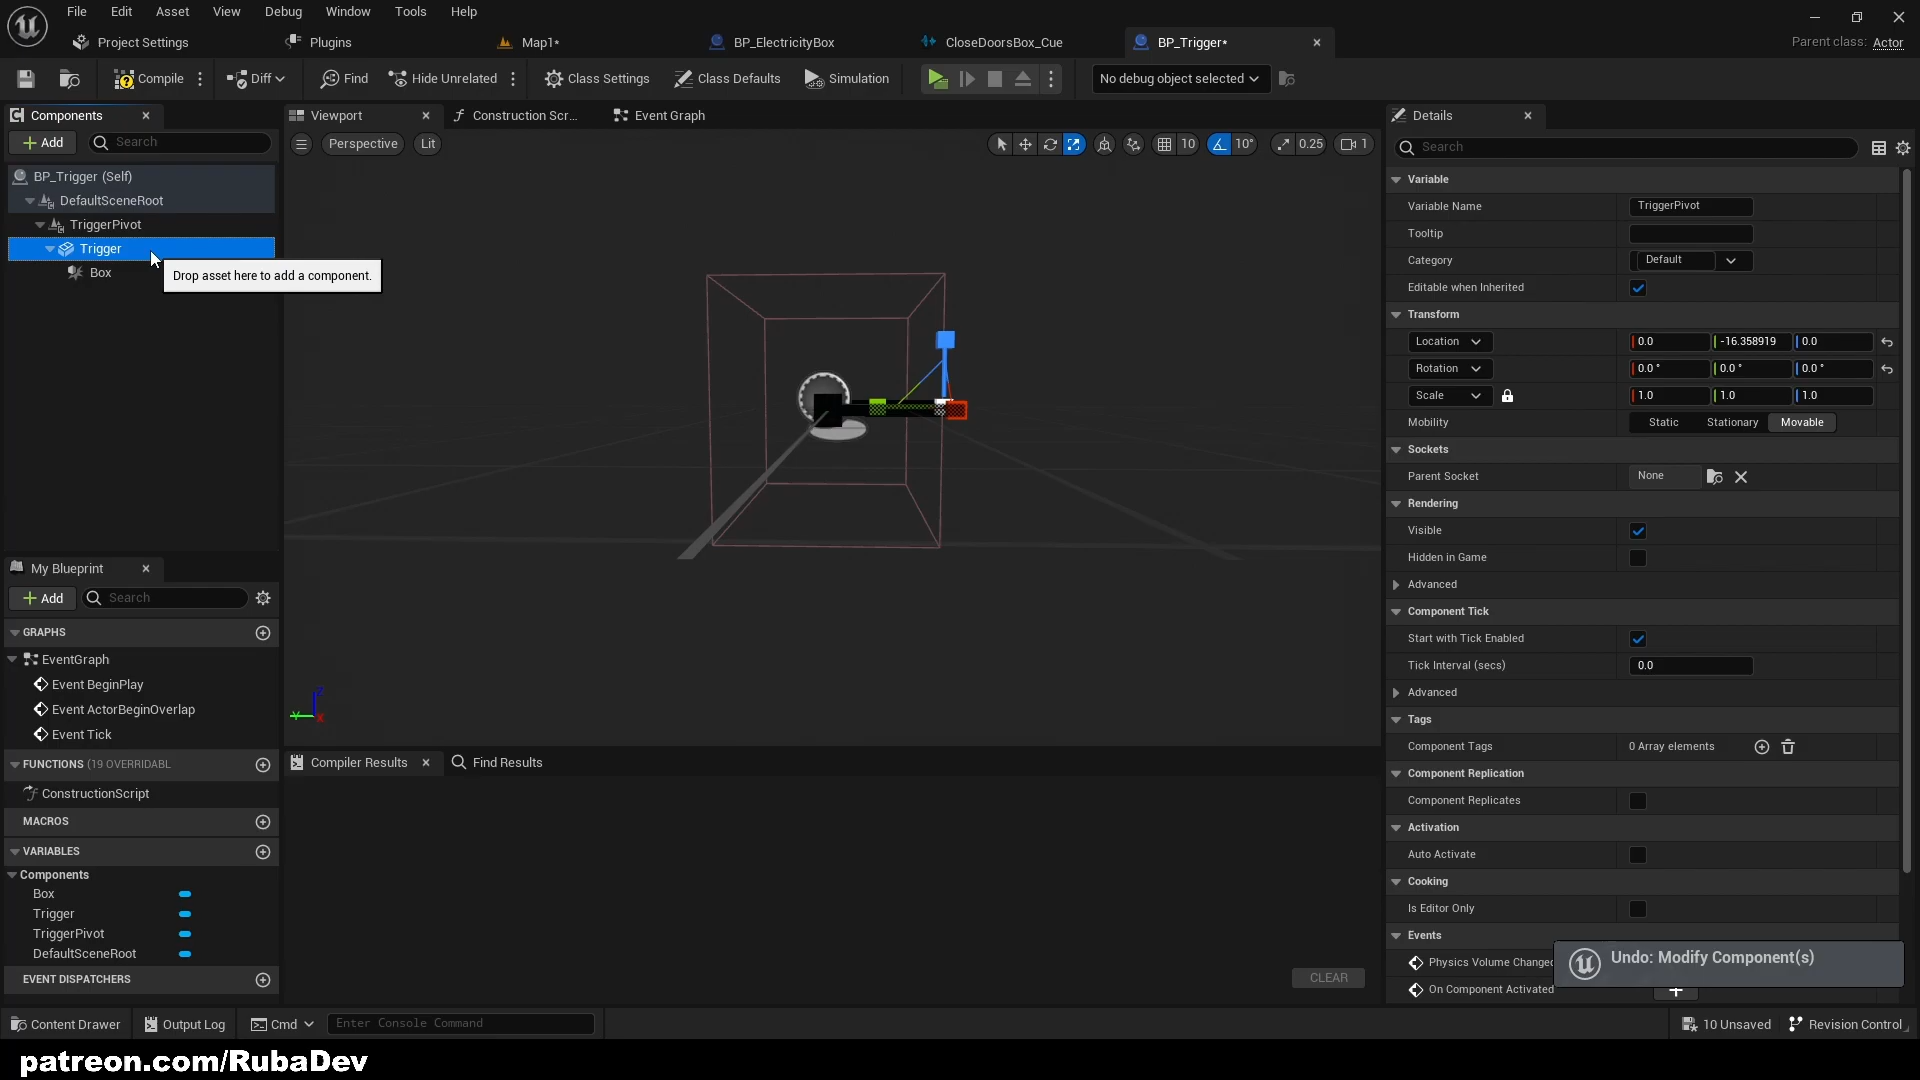 File Edit Asset View Debug Window Tools Help
Project Settings Plugins Map1* BP_ElectricityBox CloseDoorsBox_Cue BP_Trigger*
Parent class: Actor
Compile Diff Find Hide Unrelated Class Settings Class Defaults Simulation No debug object selected
Components
Add Search
BP_Trigger (Self)
DefaultSceneRoot
TriggerPivot
Trigger
Box
Drop asset here to add a component.
Viewport Construction Scr... Event Graph
Perspective Lit 10 10° 0.25 1
Y Z X
My Blueprint
Add Search
GRAPHS
EventGraph
Event BeginPlay
Event ActorBeginOverlap
Event Tick
FUNCTIONS (19 OVERRIDABL
ConstructionScript
MACROS
VARIABLES
Components
Box
Trigger
TriggerPivot
DefaultSceneRoot
EVENT DISPATCHERS
Compiler Results Find Results
CLEAR
Details
Search
Variable
Variable Name TriggerPivot
Tooltip
Category Default
Editable when Inherited
Transform
Location 0.0 -16.358919 0.0
Rotation 0.0 ° 0.0 ° 0.0 °
Scale 1.0 1.0 1.0
Mobility Static Stationary Movable
Sockets
Parent Socket None
Rendering
Visible
Hidden in Game
Advanced
Component Tick
Start with Tick Enabled
Tick Interval (secs) 0.0
Advanced
Tags
Component Tags 0 Array elements
Component Replication
Component Replicates
Activation
Auto Activate
Cooking
Is Editor Only
Events
Physics Volume Changed
On Component Activated
Undo: Modify Component(s)
Content Drawer Output Log Cmd Enter Console Command 10 Unsaved Revision Control
patreon.com/RubaDev